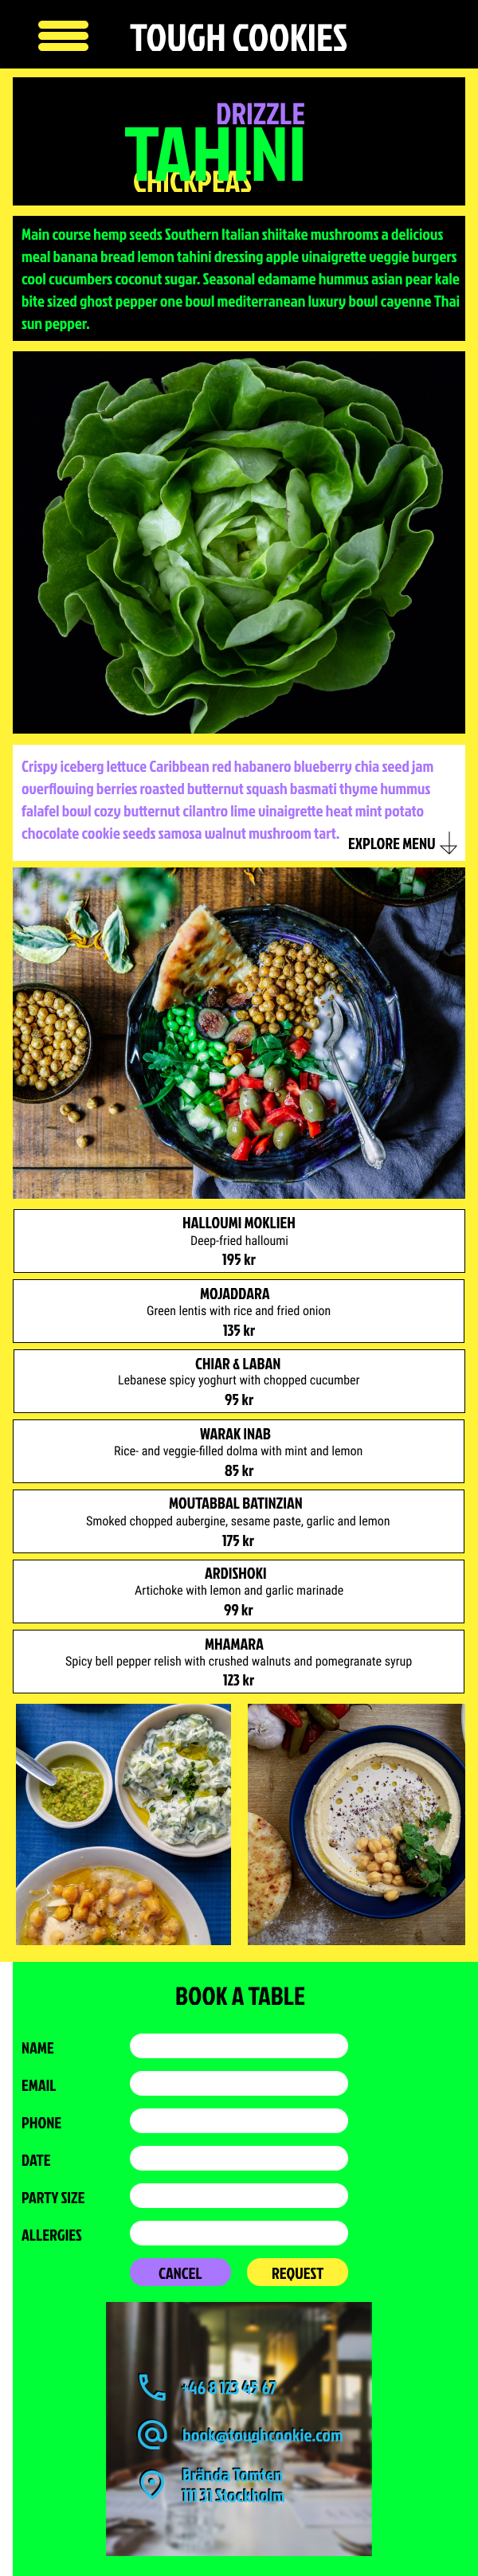 TOUGH COOKIES
DRIZZLE
TAHINI
CHICKPEAS
Main course hemp seeds Southern Italian shiitake mushrooms a delicious
meal banana bread lemon tahini dressing apple vinaigrette veggie burgers
cool cucumbers coconut sugar. Seasonal edamame hummus asian pear kale
bite sized ghost pepper one bowl mediterranean luxury bowl cayenne Thai
sun pepper.
Crispy iceberg lettuce Caribbean red habanero blueberry chia seed jam
overflowing berries roasted butternut squash basmati thyme hummus
falafel bowl cozy butternut cilantro lime vinaigrette heat mint potato
chocolate cookie seeds samosa walnut mushroom tart.
EXPLORE MENU
HALLOUMI MOKLIEH
Deep-fried halloumi
195 kr
MOJADDARA
Green lentis with rice and fried onion
135 kr
CHIAR & LABAN
Lebanese spicy yoghurt with chopped cucumber
95 kr
WARAK INAB
Rice- and veggie-filled dolma with mint and lemon
85 kr
MOUTABBAL BATINZIAN
Smoked chopped aubergine, sesame paste, garlic and lemon
175 kr
ARDISHOKI
Artichoke with lemon and garlic marinade
99 kr
MHAMARA
Spicy bell pepper relish with crushed walnuts and pomegranate syrup
123 kr
BOOK A TABLE
NAME
EMAIL
PHONE
DATE
PARTY SIZE
ALLERGIES
CANCEL
REQUEST
+46 8 123 45 67
book@toughcookie.com
Brända Tomten
111 31 Stockholm